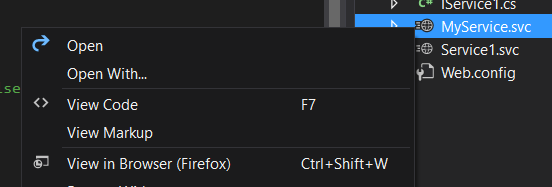 IService1.cs
MyService.svc
Service1.svc
Web.config
Open
Open With...
View Code F7
View Markup
View in Browser (Firefox) Ctrl+Shift+W